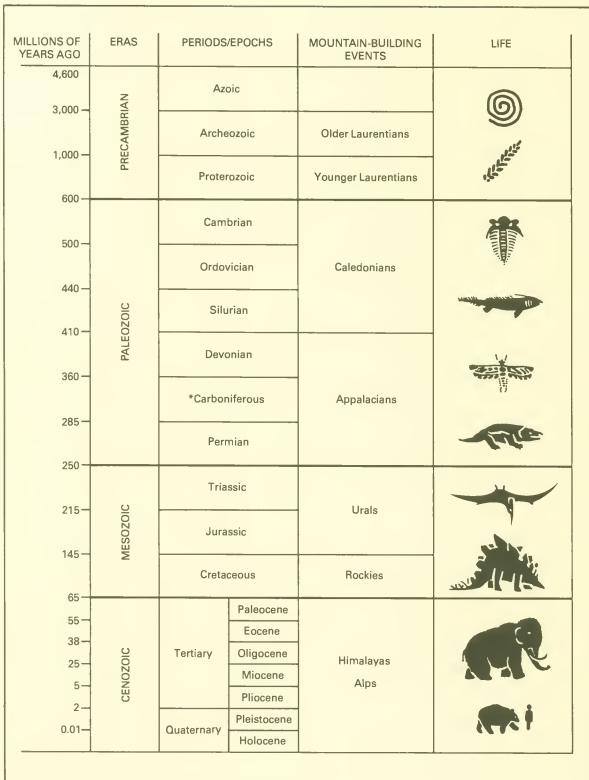 MILLIONS OF YEARS AGO
ERAS
PERIODS/EPOCHS
MOUNTAIN-BUILDING EVENTS
LIFE
4,600
PRECAMBRIAN
Azoic
3,000
Archeozoic
Older Laurentians
1,000
Proterozoic
Younger Laurentians
600
PALEOZOIC
Cambrian
Caledonians
500
Ordovician
440
Silurian
410
Devonian
Appalacians
360
*Carboniferous
285
Permian
250
MESOZOIC
Triassic
Urals
215
Jurassic
145
Cretaceous
Rockies
65
CENOZOIC
Tertiary
Paleocene
Himalayas
Alps
55
Eocene
38
Oligocene
25
Miocene
5
Pliocene
2
Quaternary
Pleistocene
0.01
Holocene